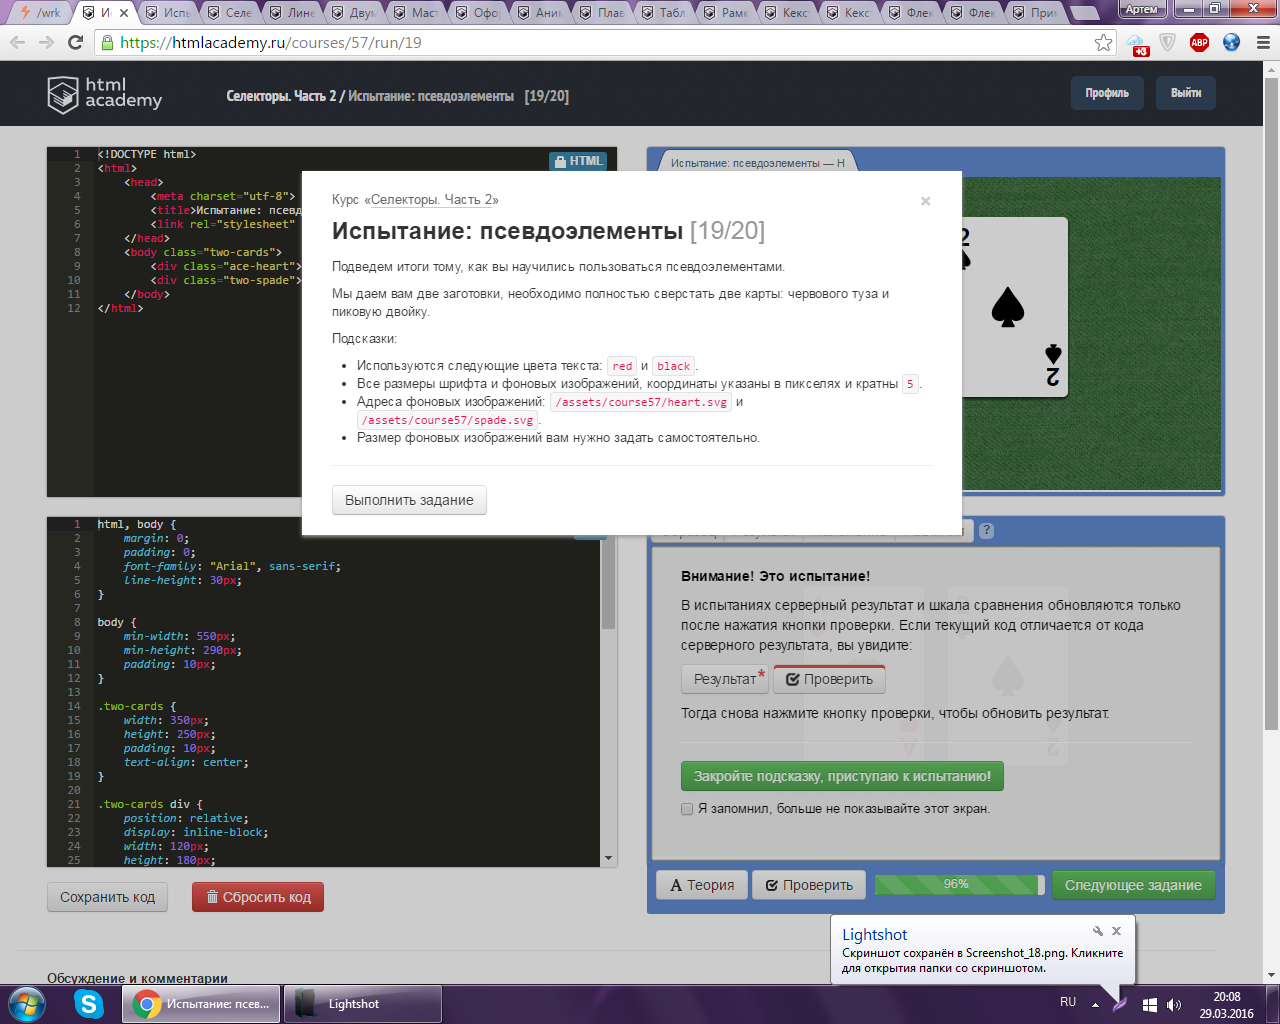 /wrk
Ис
Испы
Селе
Лине
Двум
Маст
Офор
Аним
Плав
Табл
Рамк
Кекс
Кекс
Флек
Флек
Прим
Артем
https://htmlacademy.ru/courses/57/run/19
+3
ABP
html
academy
Селекторы. Часть 2 / Испытание: псевдоэлементы [19/20]
Профиль
Выйти
1 <!DOCTYPE html>
2 <html>
3 <head>
4 <meta charset="utf-8">
5 <title>Испытание: псевд
6 <link rel="stylesheet"
7 </head>
8 <body class="two-cards">
9 <div class="ace-heart">
10 <div class="two-spade">
11 </body>
12 </html>
HTML
Испытание: псевдоэлементы — H
2
2
Курс «Селекторы. Часть 2»
×
Испытание: псевдоэлементы [19/20]
Подведем итоги тому, как вы научились пользоваться псевдоэлементами.
Мы даем вам две заготовки, необходимо полностью сверстать две карты: червового туза и
пиковую двойку.
Подсказки:
• Используются следующие цвета текста: red и black.
• Все размеры шрифта и фоновых изображений, координаты указаны в пикселях и кратны 5.
• Адреса фоновых изображений: /assets/course57/heart.svg и
/assets/course57/spade.svg.
• Размер фоновых изображений вам нужно задать самостоятельно.
Выполнить задание
1 html, body {
2 margin: 0;
3 padding: 0;
4 font-family: "Arial", sans-serif;
5 line-height: 30px;
6 }
7
8 body {
9 min-width: 550px;
10 min-height: 290px;
11 padding: 10px;
12 }
13
14 .two-cards {
15 width: 350px;
16 height: 250px;
17 padding: 10px;
18 text-align: center;
19 }
20
21 .two-cards div {
22 position: relative;
23 display: inline-block;
24 width: 120px;
25 height: 180px;
?
Внимание! Это испытание!
В испытаниях серверный результат и шкала сравнения обновляются только
после нажатия кнопки проверки. Если текущий код отличается от кода
серверного результата, вы увидите:
Результат* Проверить
Тогда снова нажмите кнопку проверки, чтобы обновить результат.
Закройте подсказку, приступаю к испытанию!
Я запомнил, больше не показывайте этот экран.
Сохранить код
Сбросить код
Теория
Проверить
96%
Следующее задание
Lightshot
Скриншот сохранён в Screenshot_18.png. Кликните
для открытия папки со скриншотом.
Обсуждение и комментарии
Испытание: псев...
Lightshot
RU
20:08
29.03.2016